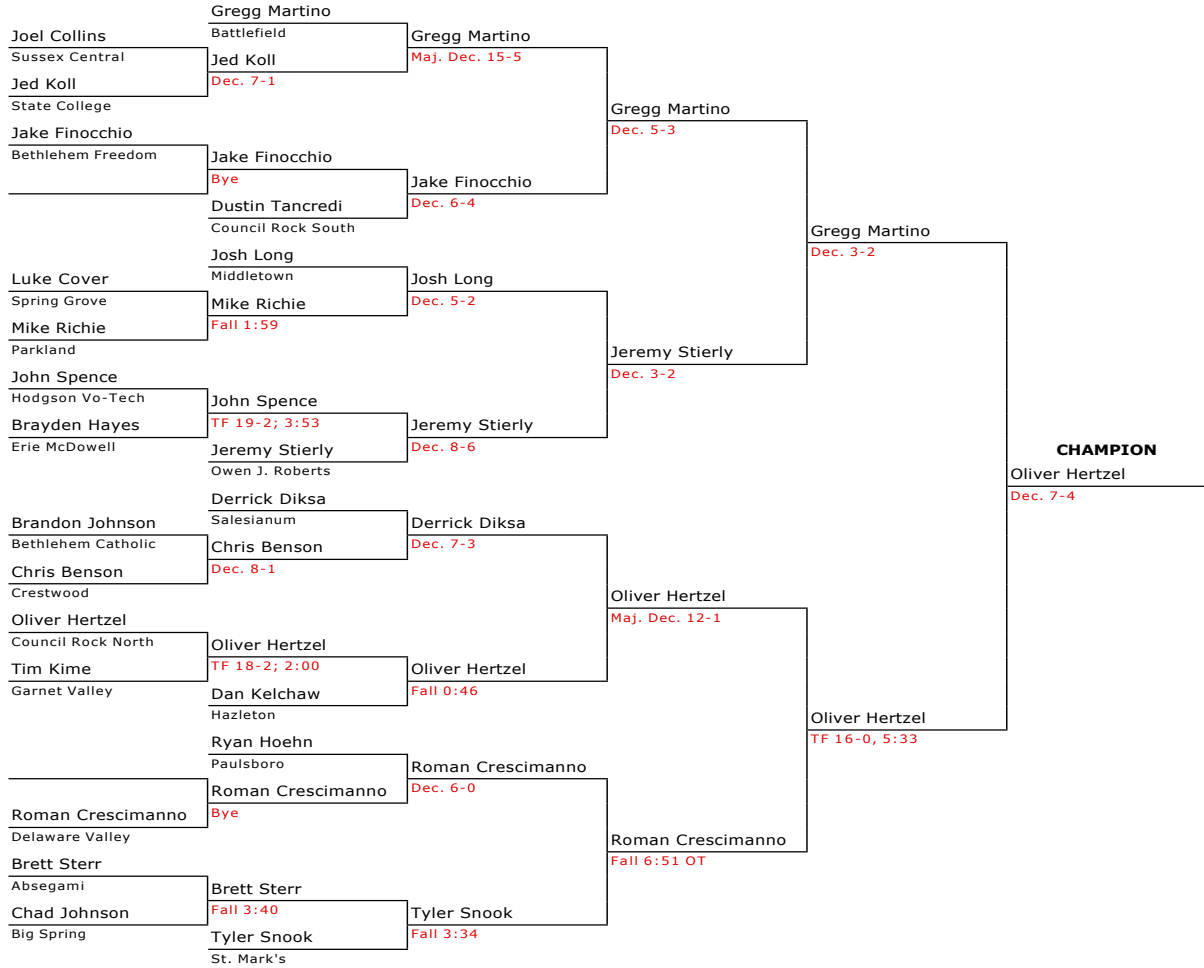 Gregg Martino
Battlefield
Joel Collins
Sussex Central
Jed Koll
Dec. 7-1
Jed Koll
State College
Gregg Martino
Maj. Dec. 15-5
Jake Finocchio
Bethlehem Freedom
Jake Finocchio
Bye
Dustin Tancredi
Council Rock South
Jake Finocchio
Dec. 6-4
Gregg Martino
Dec. 5-3
Josh Long
Middletown
Luke Cover
Spring Grove
Mike Richie
Fall 1:59
Mike Richie
Parkland
Josh Long
Dec. 5-2
John Spence
Hodgson Vo-Tech
John Spence
TF 19-2; 3:53
Brayden Hayes
Erie McDowell
Jeremy Stierly
Owen J. Roberts
Jeremy Stierly
Dec. 8-6
Jeremy Stierly
Dec. 3-2
Gregg Martino
Dec. 3-2
Derrick Diksa
Salesianum
Brandon Johnson
Bethlehem Catholic
Chris Benson
Dec. 8-1
Chris Benson
Crestwood
Derrick Diksa
Dec. 7-3
Oliver Hertzel
Council Rock North
Oliver Hertzel
TF 18-2; 2:00
Tim Kime
Garnet Valley
Dan Kelchaw
Hazleton
Oliver Hertzel
Fall 0:46
Oliver Hertzel
Maj. Dec. 12-1
Ryan Hoehn
Paulsboro
Roman Crescimanno
Bye
Roman Crescimanno
Delaware Valley
Roman Crescimanno
Dec. 6-0
Brett Sterr
Absegami
Brett Sterr
Fall 3:40
Chad Johnson
Big Spring
Tyler Snook
St. Mark's
Tyler Snook
Fall 3:34
Roman Crescimanno
Fall 6:51 OT
Oliver Hertzel
TF 16-0, 5:33
CHAMPION
Oliver Hertzel
Dec. 7-4